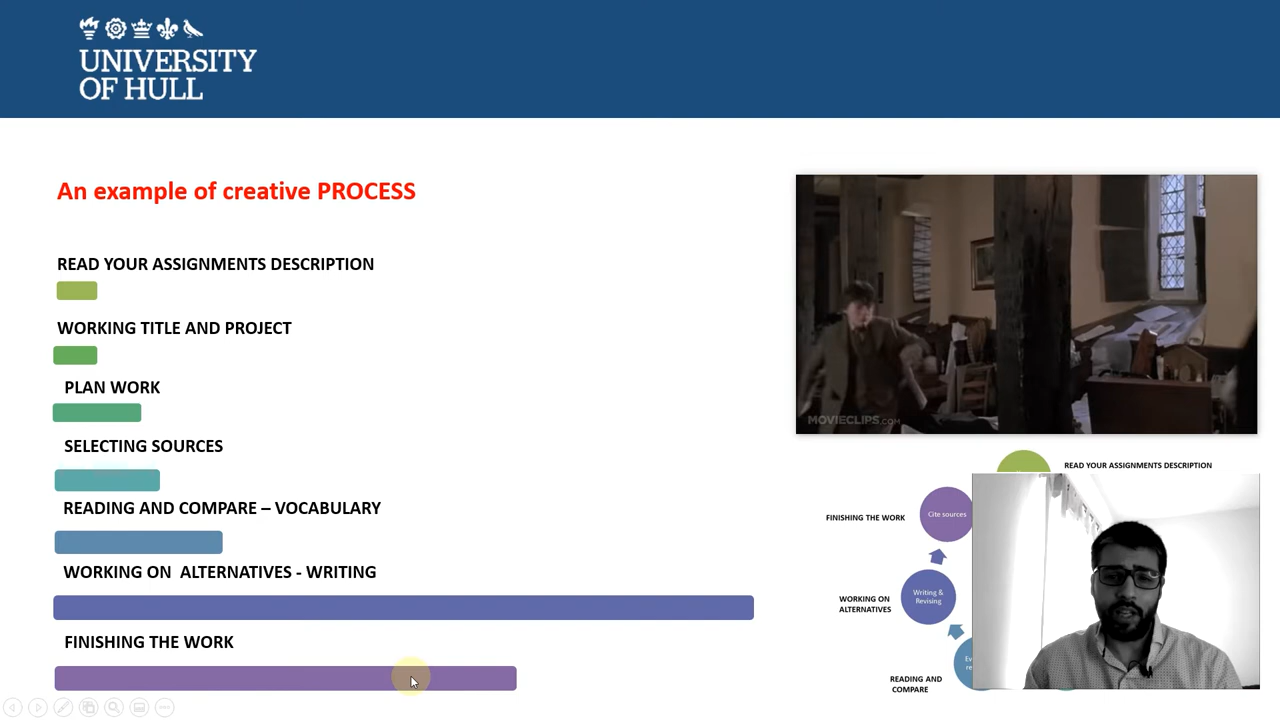 UNIVERSITY
OF HULL
An example of creative PROCESS
READ YOUR ASSIGNMENTS DESCRIPTION
WORKING TITLE AND PROJECT
PLAN WORK
SELECTING SOURCES
READING AND COMPARE – VOCABULARY
WORKING ON  ALTERNATIVES - WRITING
FINISHING THE WORK
MOVIECLIPS.COM
READ YOUR ASSIGNMENTS DESCRIPTION
Cite sources
FINISHING THE WORK
Writing &
Revising
WORKING ON
ALTERNATIVES
READING AND
COMPARE